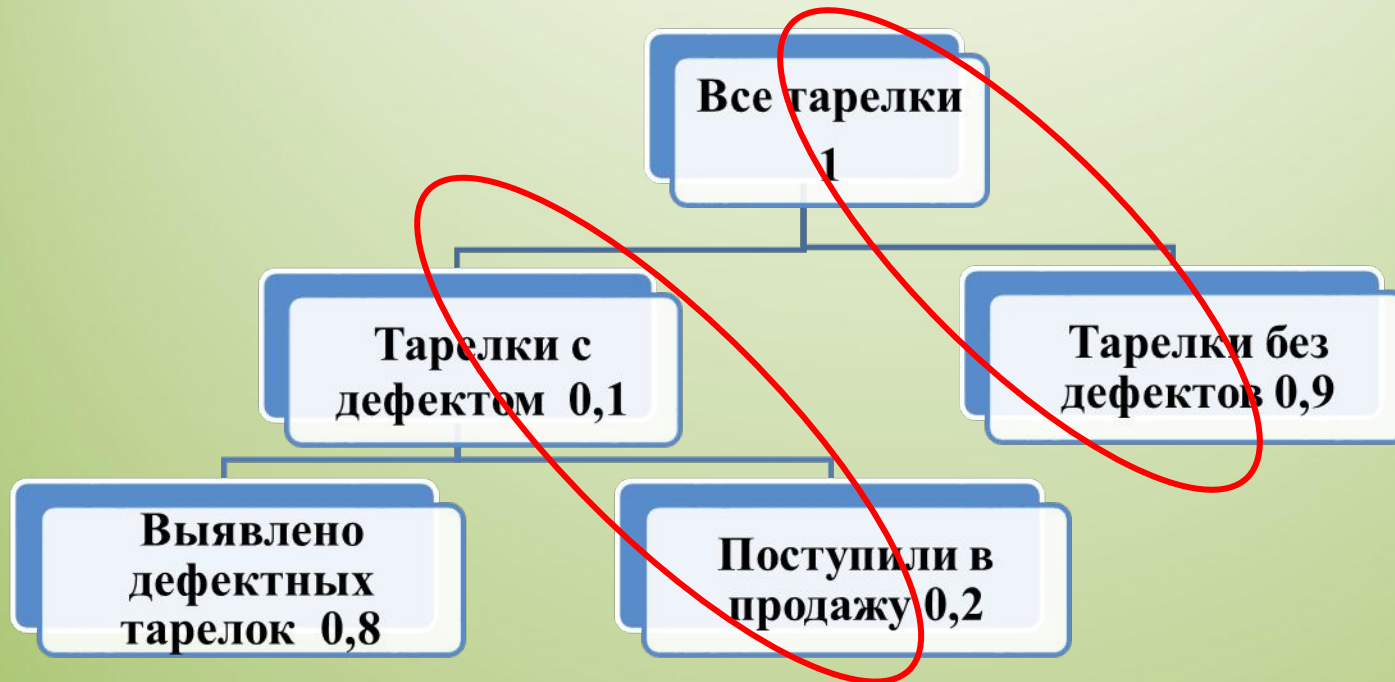 Все тарелки
1
Тарелки с
дефектом 0,1
Тарелки без
дефектов 0,9
Выявлено
дефектных
тарелок 0,8
Поступили в
продажу 0,2